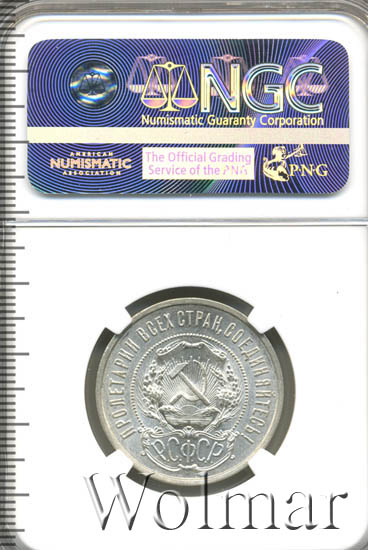 NGC
Numismatic Guaranty Corporation
AMERICAN
NUMISMATIC
ASSOCIATION
The Official Grading
Service of the PNG
P·N·G
ПРОЛЕТАРИИ ВСЕХ СТРАН, СОЕДИНЯЙТЕСЬ!
Р.С.Ф.С.Р.
Wolmar